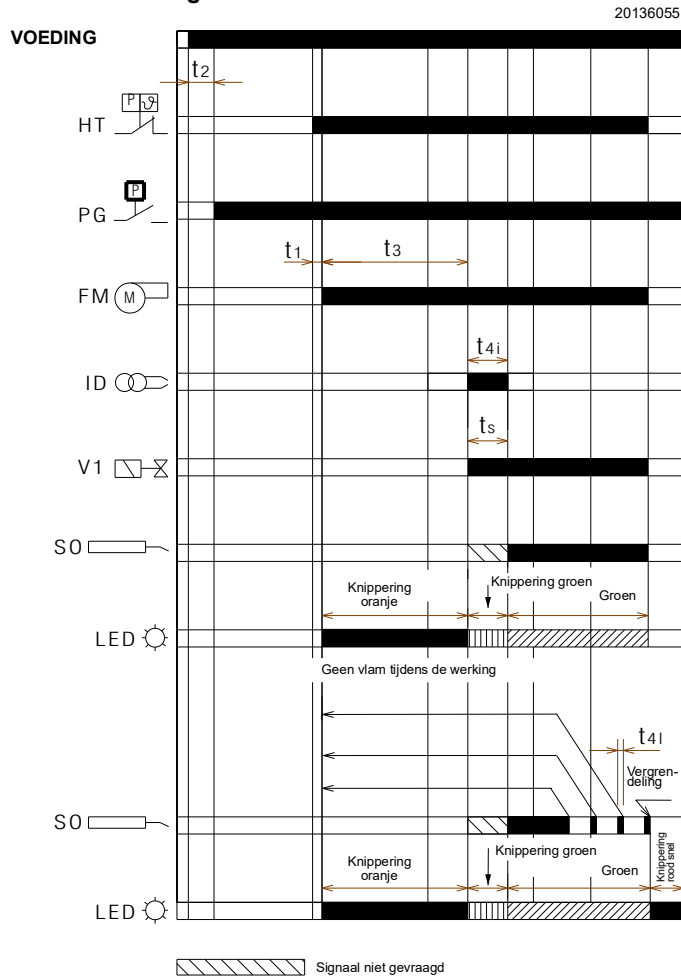 20136055
VOEDING
t2
P ϑ
HT
P
PG
t1 t3
FM M
t4i
ID
ts
V1
SO
Knippering
oranje
Knippering groen
Groen
LED
Geen vlam tijdens de werking
t4l
Vergren-
deling
SO
Knippering
oranje
Knippering groen
Groen
Knippering
rood snel
LED
Signaal niet gevraagd